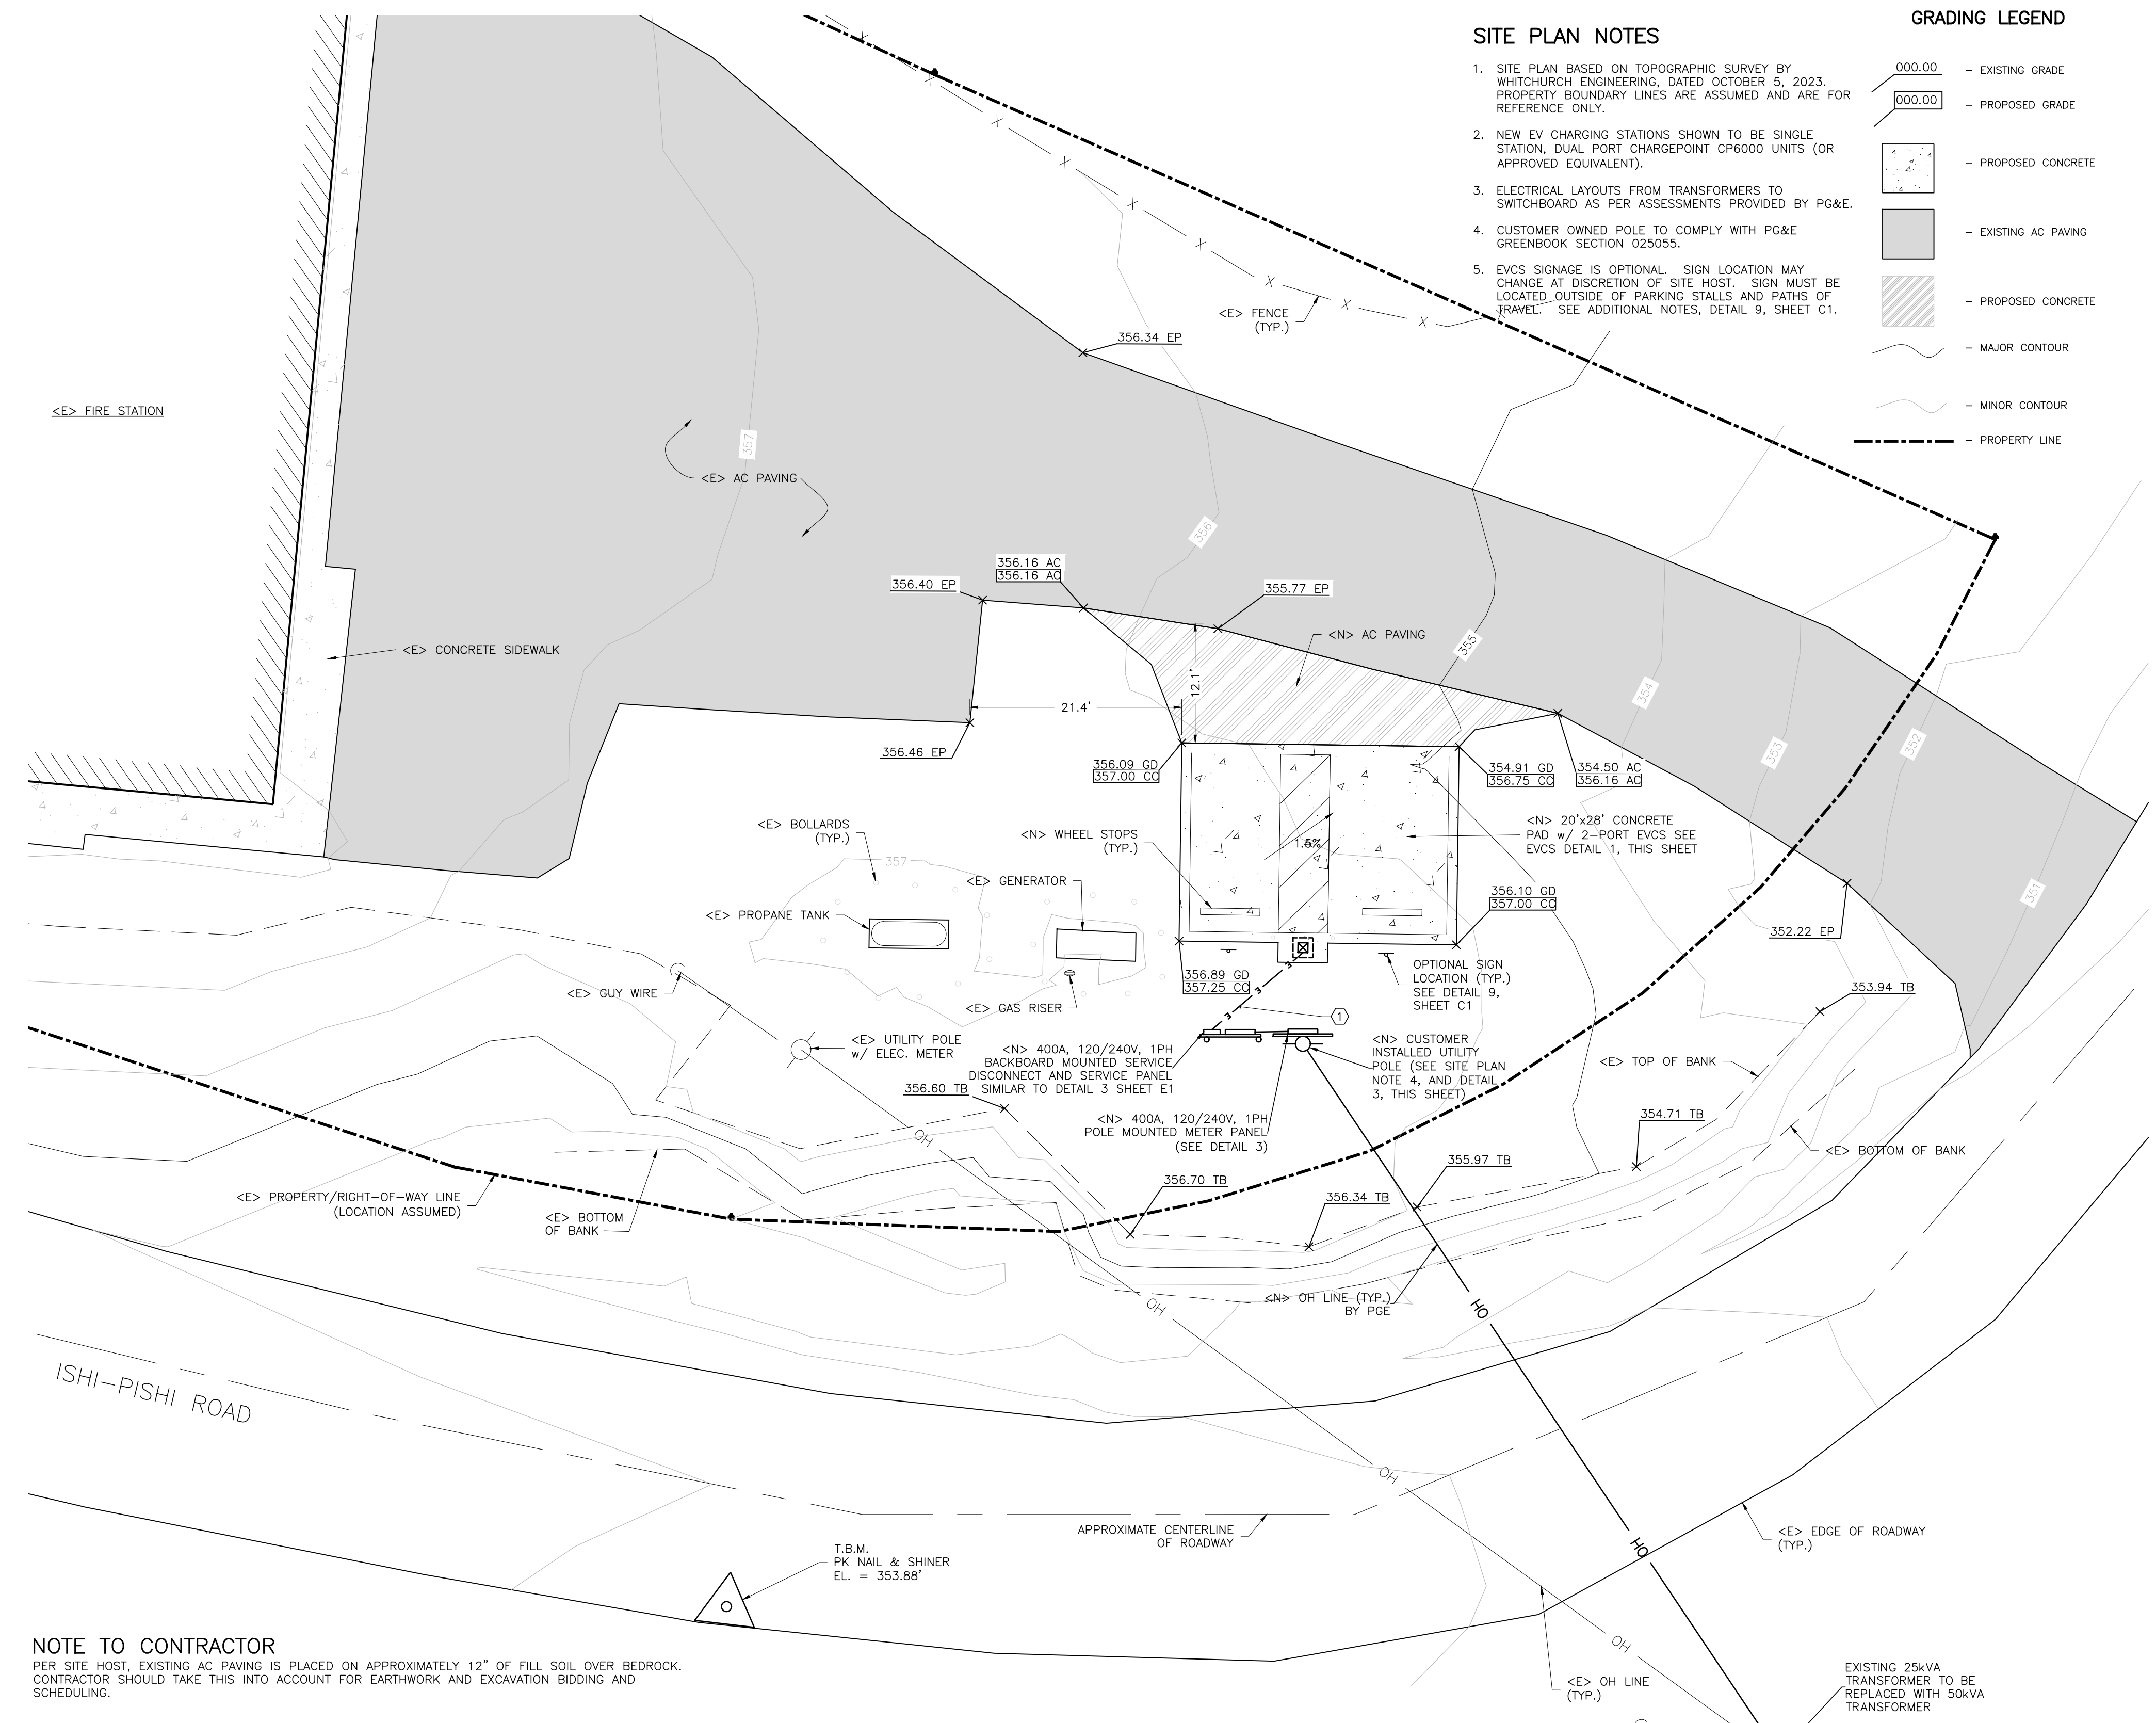 SITE PLAN NOTES
1. SITE PLAN BASED ON TOPOGRAPHIC SURVEY BY
WHITCHURCH ENGINEERING, DATED OCTOBER 5, 2023.
PROPERTY BOUNDARY LINES ARE ASSUMED AND ARE FOR
REFERENCE ONLY.
2. NEW EV CHARGING STATIONS SHOWN TO BE SINGLE
STATION, DUAL PORT CHARGEPOINT CP6000 UNITS (OR
APPROVED EQUIVALENT).
3. ELECTRICAL LAYOUTS FROM TRANSFORMERS TO
SWITCHBOARD AS PER ASSESSMENTS PROVIDED BY PG&E.
4. CUSTOMER OWNED POLE TO COMPLY WITH PG&E
GREENBOOK SECTION 025055.
5. EVCS SIGNAGE IS OPTIONAL. SIGN LOCATION MAY
CHANGE AT DISCRETION OF SITE HOST. SIGN MUST BE
LOCATED OUTSIDE OF PARKING STALLS AND PATHS OF
TRAVEL. SEE ADDITIONAL NOTES, DETAIL 9, SHEET C1.
GRADING LEGEND
000.00 – EXISTING GRADE
000.00 – PROPOSED GRADE
– PROPOSED CONCRETE
– EXISTING AC PAVING
– PROPOSED CONCRETE
– MAJOR CONTOUR
– MINOR CONTOUR
– PROPERTY LINE
X
X
X
X
X
X
X
X
X
X
<E> FENCE
(TYP.)
356.34 EP
<E> FIRE STATION
357
<E> AC PAVING
356
356.16 AC
356.16 AC
356.40 EP
355.77 EP
<N> AC PAVING
355
<E> CONCRETE SIDEWALK
12.1'
21.4'
354
353
352
351
356.46 EP
356.09 GD
357.00 CC
354.91 GD
356.75 CC
354.50 AC
356.16 AC
<E> BOLLARDS
(TYP.)
<N> WHEEL STOPS
(TYP.)
1.5%
<N> 20'x28' CONCRETE
PAD w/ 2-PORT EVCS SEE
EVCS DETAIL 1, THIS SHEET
357
<E> GENERATOR
356.10 GD
357.00 CC
<E> PROPANE TANK
352.22 EP
356.89 GD
357.25 CC
OPTIONAL SIGN
LOCATION (TYP.)
SEE DETAIL 9,
SHEET C1
353.94 TB
<E> GUY WIRE
<E> GAS RISER
3
3
3
1
<E> UTILITY POLE
w/ ELEC. METER
<N> 400A, 120/240V, 1PH
BACKBOARD MOUNTED SERVICE
DISCONNECT AND SERVICE PANEL
SIMILAR TO DETAIL 3 SHEET E1
<N> CUSTOMER
INSTALLED UTILITY
POLE (SEE SITE PLAN
NOTE 4, AND DETAIL
3, THIS SHEET)
<E> TOP OF BANK
356.60 TB
<N> 400A, 120/240V, 1PH
POLE MOUNTED METER PANEL
(SEE DETAIL 3)
354.71 TB
OH
<E> BOTTOM OF BANK
355.97 TB
356.70 TB
356.34 TB
<E> PROPERTY/RIGHT-OF-WAY LINE
(LOCATION ASSUMED)
<E> BOTTOM
OF BANK
<N> OH LINE (TYP.)
BY PGE
OH
OH
ISHI-PISHI ROAD
OH
APPROXIMATE CENTERLINE
OF ROADWAY
<E> EDGE OF ROADWAY
(TYP.)
OH
T.B.M.
PK NAIL & SHINER
EL. = 353.88'
OH
<E> OH LINE
(TYP.)
EXISTING 25kVA
TRANSFORMER TO BE
REPLACED WITH 50kVA
TRANSFORMER
NOTE TO CONTRACTOR
PER SITE HOST, EXISTING AC PAVING IS PLACED ON APPROXIMATELY 12" OF FILL SOIL OVER BEDROCK.
CONTRACTOR SHOULD TAKE THIS INTO ACCOUNT FOR EARTHWORK AND EXCAVATION BIDDING AND
SCHEDULING.